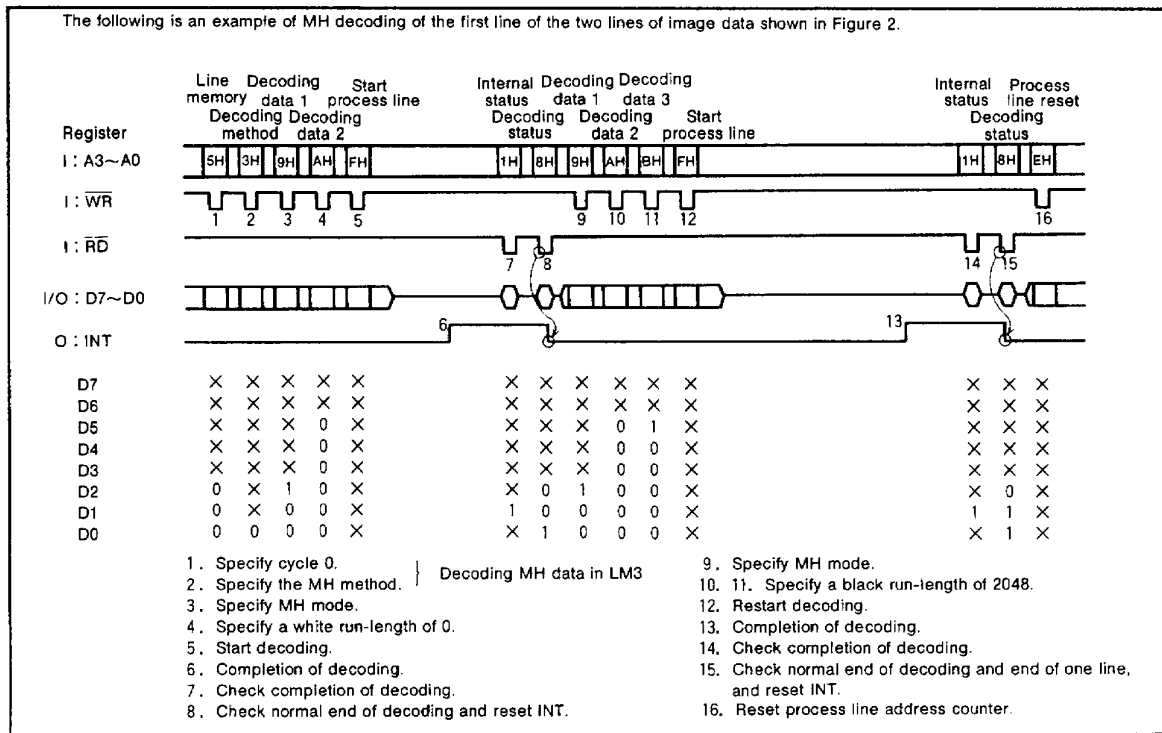 The following is an example of MH decoding of the first line of the two lines of image data shown in Figure 2.
Line memory Decoding method Decoding data 1 Decoding data 2 Start process line Internal status Decoding status Decoding data 1 Decoding data 2 Decoding data 3 Start process line Internal status Decoding status Process line reset
Register
I : A3~A0 5H 3H 9H AH FH 1H 8H 9H AH BH FH 1H 8H EH
I : WR 1 2 3 4 5 9 10 11 12 16
I : RD 7 8 14 15
I/O : D7~D0
O : INT 6 13
D7 × × × × × × × × × × × × × ×
D6 × × × × × × × × × × × × × ×
D5 × × × 0 × × × × 0 1 × × × ×
D4 × × × 0 × × × × 0 0 × × × ×
D3 × × × 0 × × × × 0 0 × × × ×
D2 0 × 1 0 × × 0 1 0 0 × × 0 ×
D1 0 × 0 0 × 1 0 0 0 0 × 1 1 ×
D0 0 0 0 0 × × 1 0 0 0 × × 1 ×
1. Specify cycle 0.
2. Specify the MH method.
Decoding MH data in LM3
3. Specify MH mode.
4. Specify a white run-length of 0.
5. Start decoding.
6. Completion of decoding.
7. Check completion of decoding.
8. Check normal end of decoding and reset INT.
9. Specify MH mode.
10. 11. Specify a black run-length of 2048.
12. Restart decoding.
13. Completion of decoding.
14. Check completion of decoding.
15. Check normal end of decoding and end of one line,
and reset INT.
16. Reset process line address counter.